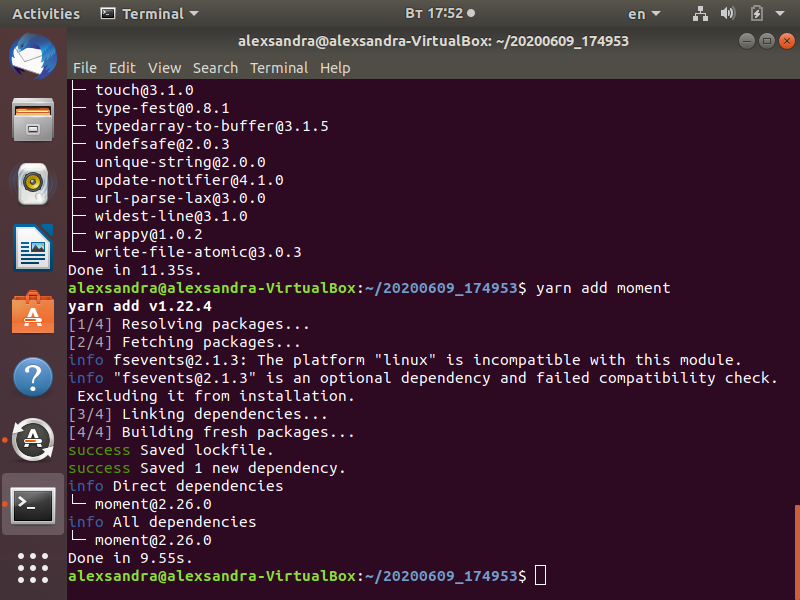 Activities Terminal Вт 17:52 en
alexsandra@alexsandra-VirtualBox: ~/20200609_174953
File Edit View Search Terminal Help
├─ touch@3.1.0
├─ type-fest@0.8.1
├─ typedarray-to-buffer@3.1.5
├─ undefsafe@2.0.3
├─ unique-string@2.0.0
├─ update-notifier@4.1.0
├─ url-parse-lax@3.0.0
├─ widest-line@3.1.0
├─ wrappy@1.0.2
└─ write-file-atomic@3.0.3
Done in 11.35s.
alexsandra@alexsandra-VirtualBox:~/20200609_174953$ yarn add moment
yarn add v1.22.4
[1/4] Resolving packages...
[2/4] Fetching packages...
info fsevents@2.1.3: The platform "linux" is incompatible with this module.
info "fsevents@2.1.3" is an optional dependency and failed compatibility check.
Excluding it from installation.
[3/4] Linking dependencies...
[4/4] Building fresh packages...
success Saved lockfile.
success Saved 1 new dependency.
info Direct dependencies
└─ moment@2.26.0
info All dependencies
└─ moment@2.26.0
Done in 9.55s.
alexsandra@alexsandra-VirtualBox:~/20200609_174953$